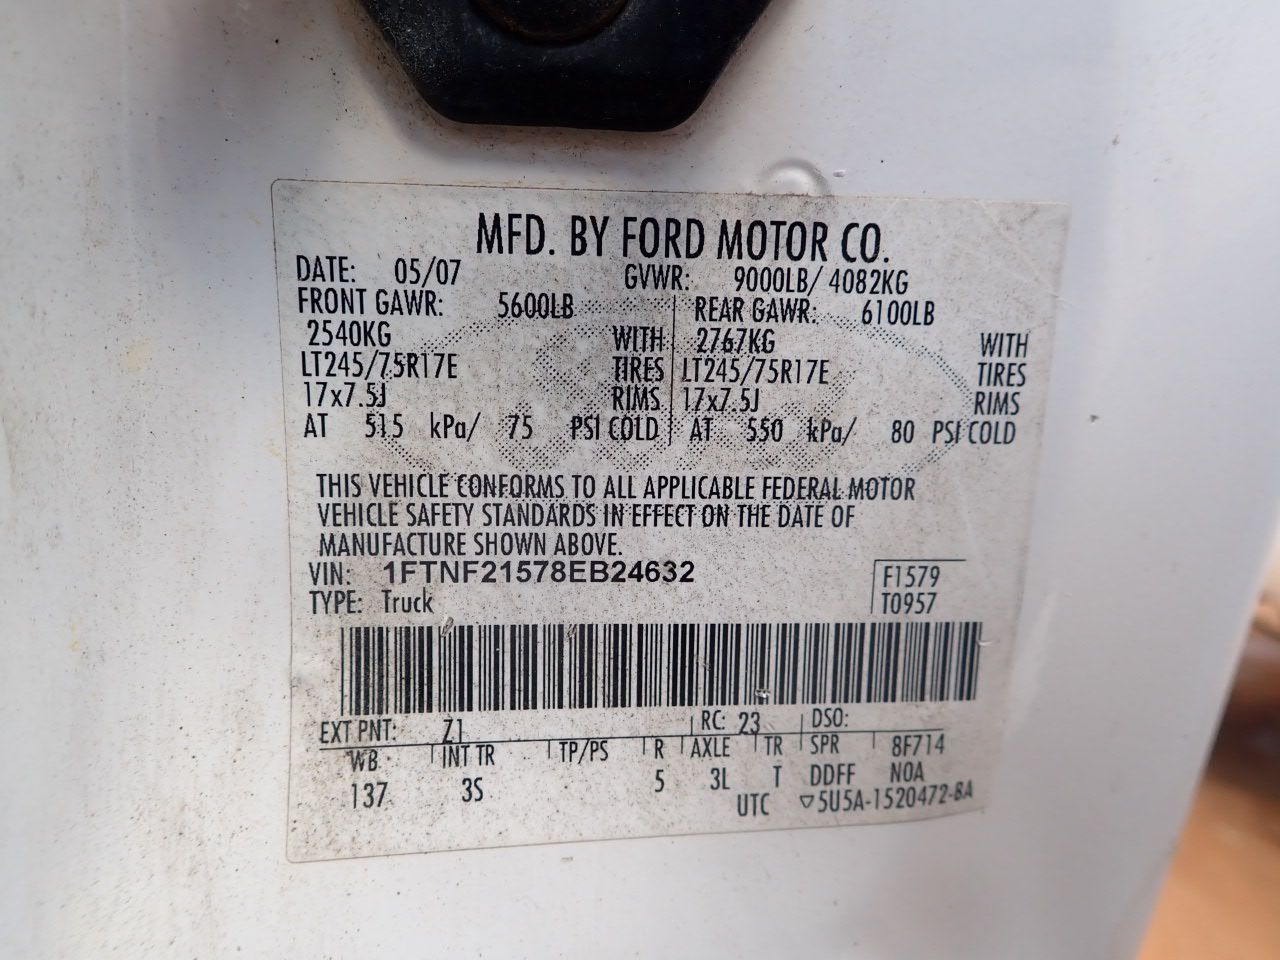 MFD. BY FORD MOTOR CO.
DATE: 05/07 GVWR: 9000LB/ 4082KG
FRONT GAWR: 5600LB REAR GAWR: 6100LB
2540KG WITH 2767KG WITH
LT245/75R17E TIRES LT245/75R17E TIRES
17x7.5J RIMS 17x7.5J RIMS
AT 515 kPa/ 75 PSI COLD AT 550 kPa/ 80 PSI COLD
THIS VEHICLE CONFORMS TO ALL APPLICABLE FEDERAL MOTOR
VEHICLE SAFETY STANDARDS IN EFFECT ON THE DATE OF
MANUFACTURE SHOWN ABOVE.
VIN: 1FTNF21578EB24632 F1579
TYPE: Truck T0957
EXT PNT: Z1 RC: 23 DSO:
WB INT TR TP/PS R AXLE TR SPR 8F714
137 3S 5 3L T DDFF NOA
UTC ▽5U5A-1520472-BA